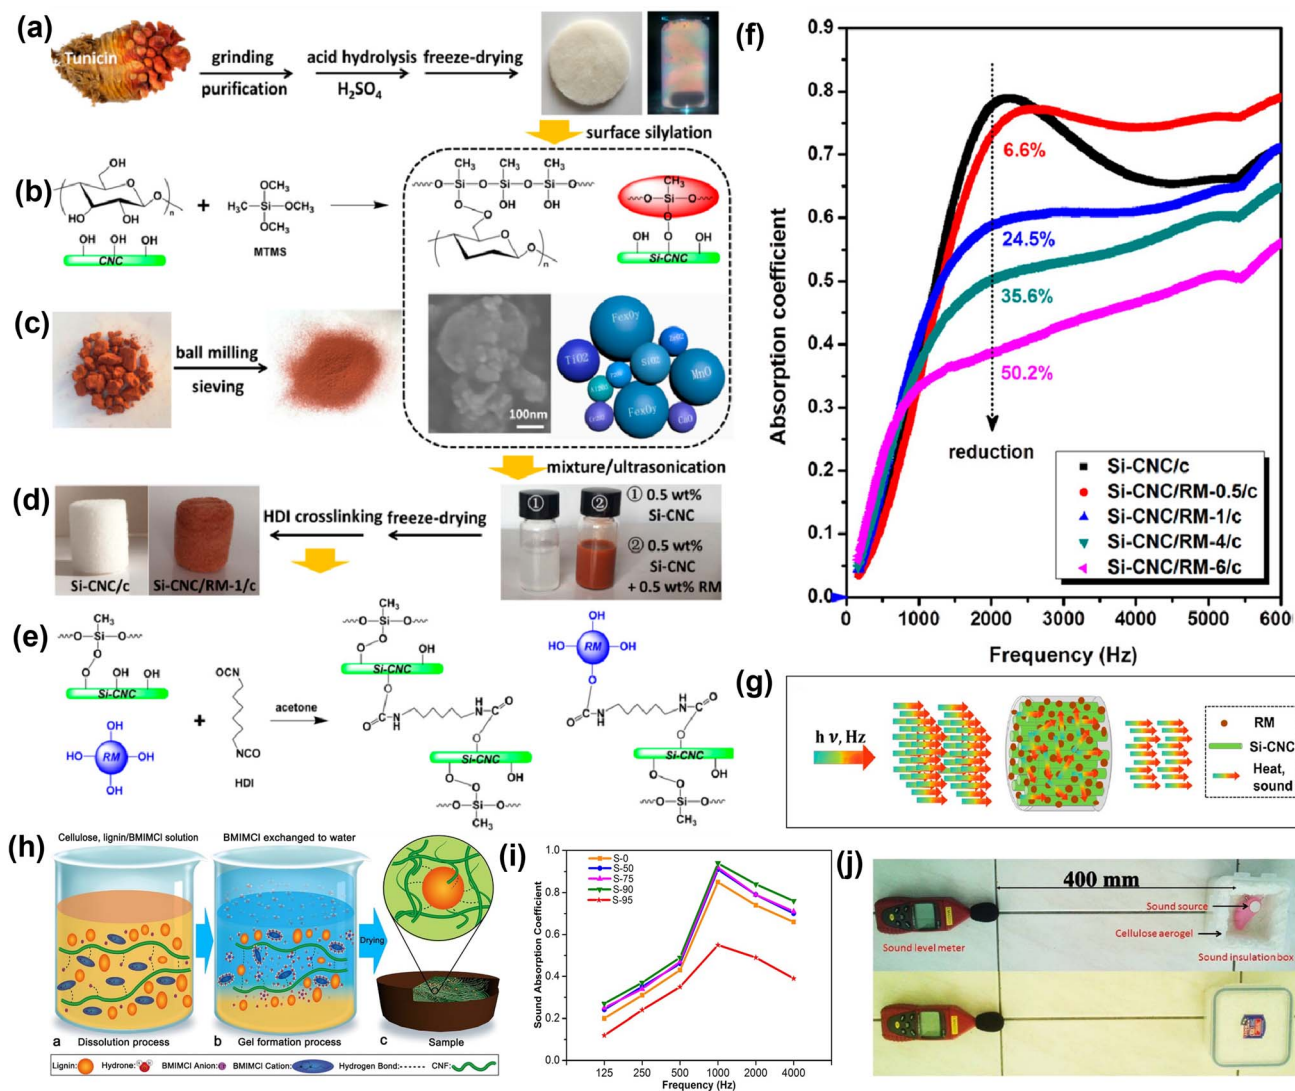 (a)
Tunicin
grinding
purification
acid hydrolysis
H₂SO₄
freeze-drying
surface silylation
(b)
OH
O
O
OH
OH
n
+
OCH₃
H₃C-Si-OCH₃
OCH₃
MTMS
OH OH OH
CNC
CH₃ CH₃ CH₃
Si O Si O Si
OH OH
n
CH₃
Si
OH OH
Si-CNC
(c)
ball milling
sieving
100nm
FexOy
TiO2
SiO2
MnO
FexOy
CaO
mixture/ultrasonication
(d)
Si-CNC/c
Si-CNC/RM-1/c
HDI crosslinking
freeze-drying
① ②
① 0.5 wt%
Si-CNC
② 0.5 wt%
Si-CNC
+ 0.5 wt% RM
(e)
CH₃
Si
OH OH
Si-CNC
OH
HO RM OH
OH
+
OCN
NCO
HDI
acetone
CH₃
Si
OH
Si-CNC
O
H
N
O
Si-CNC
OH
Si
CH₃
OH
HO RM OH
O
H
N
O
Si-CNC
OH
Si
CH₃
(f)
Absorption coefficient
0.9
0.8
0.7
0.6
0.5
0.4
0.3
0.2
0.1
0.0
6.6%
24.5%
35.6%
50.2%
reduction
Si-CNC/c
Si-CNC/RM-0.5/c
Si-CNC/RM-1/c
Si-CNC/RM-4/c
Si-CNC/RM-6/c
0 1000 2000 3000 4000 5000 600
Frequency (Hz)
(g)
h ν, Hz
RM
Si-CNC
Heat,
sound
(h)
Cellulose, lignin/BMIMCl solution
BMIMCl exchanged to water
Drying
a Dissolution process
b Gel formation process
c Sample
Lignin: Hydrone: BMIMCl Anion: BMIMCl Cation: Hydrogen Bond: CNF:
(i)
Sound Absorption Coefficient
1.0
0.8
0.6
0.4
0.2
0.0
S-0
S-50
S-75
S-90
S-95
125 250 500 1000 2000 4000
Frequency (Hz)
(j)
400 mm
Sound source
Cellulose aerogel
Sound level meter
Sound insulation box